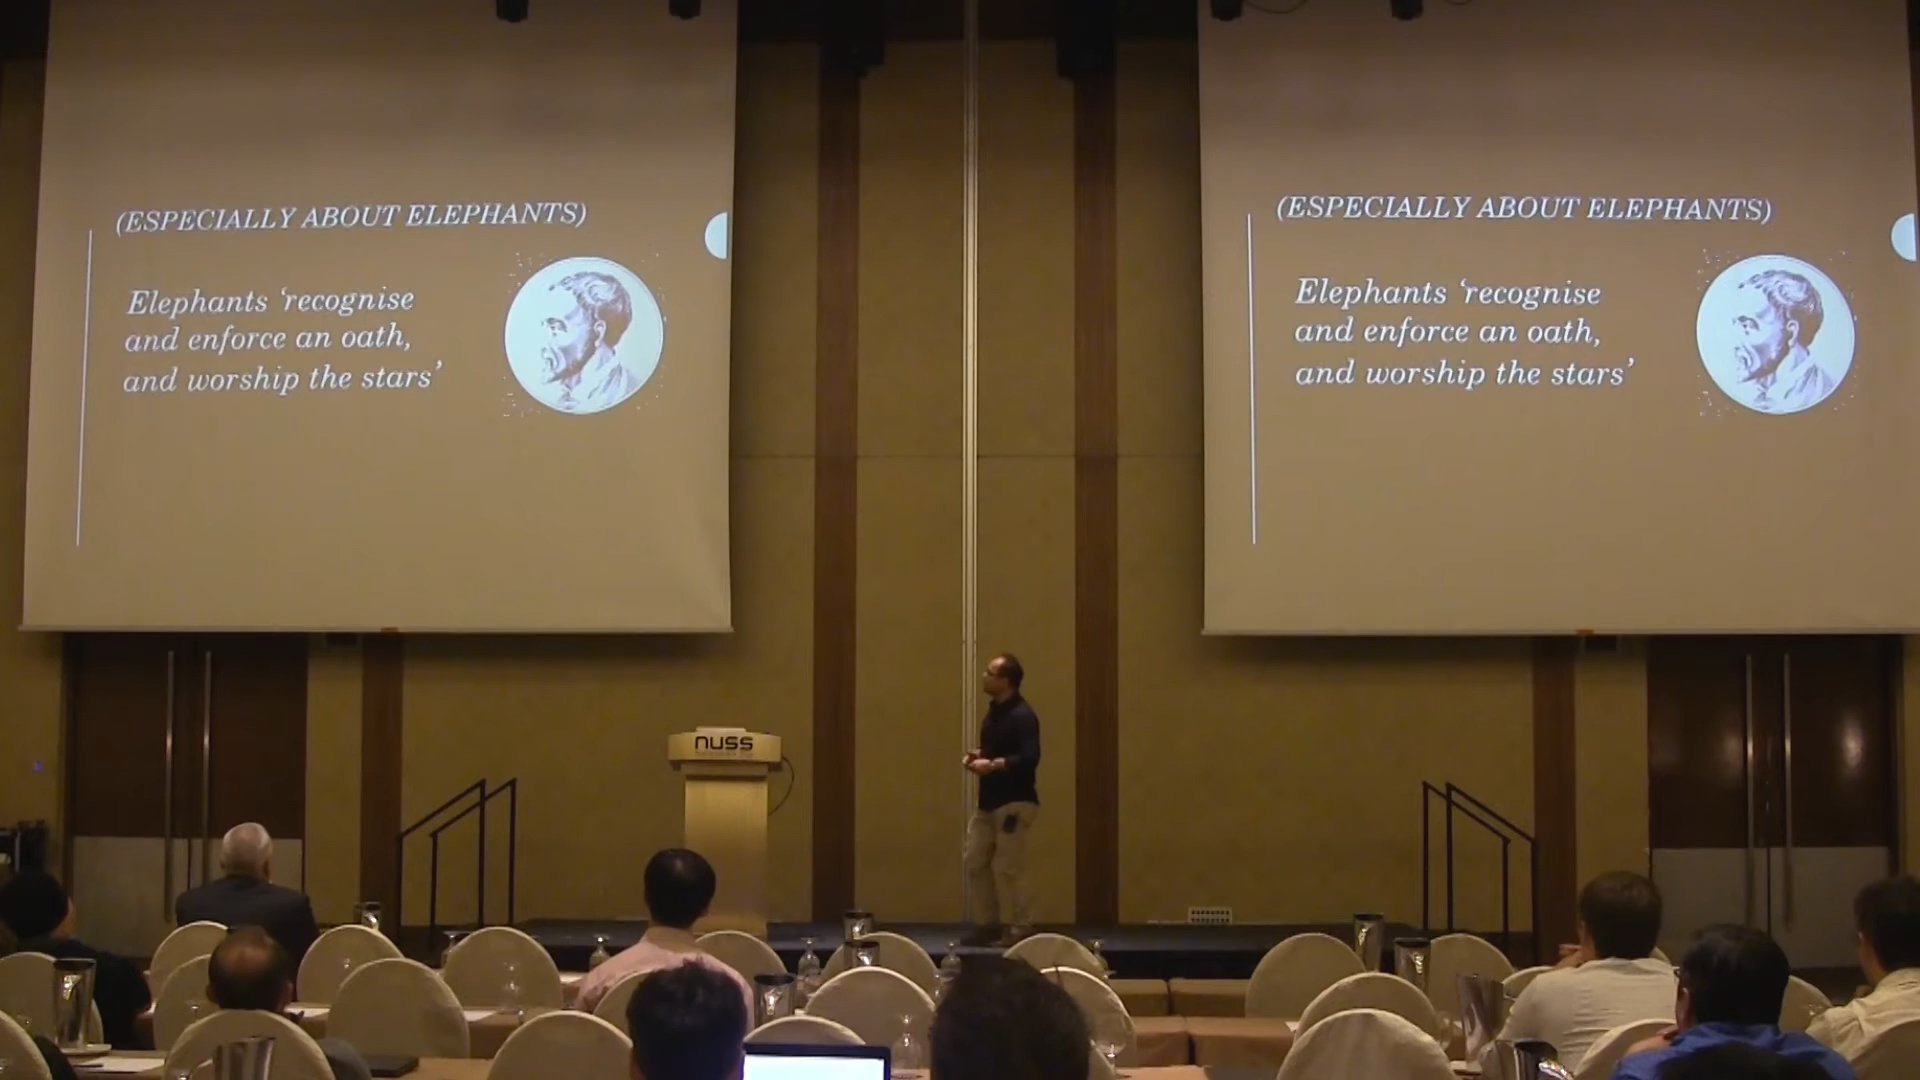 (ESPECIALLY ABOUT ELEPHANTS)
Elephants ‘recognise
and enforce an oath,
and worship the stars’
(ESPECIALLY ABOUT ELEPHANTS)
Elephants ‘recognise
and enforce an oath,
and worship the stars’
nuss